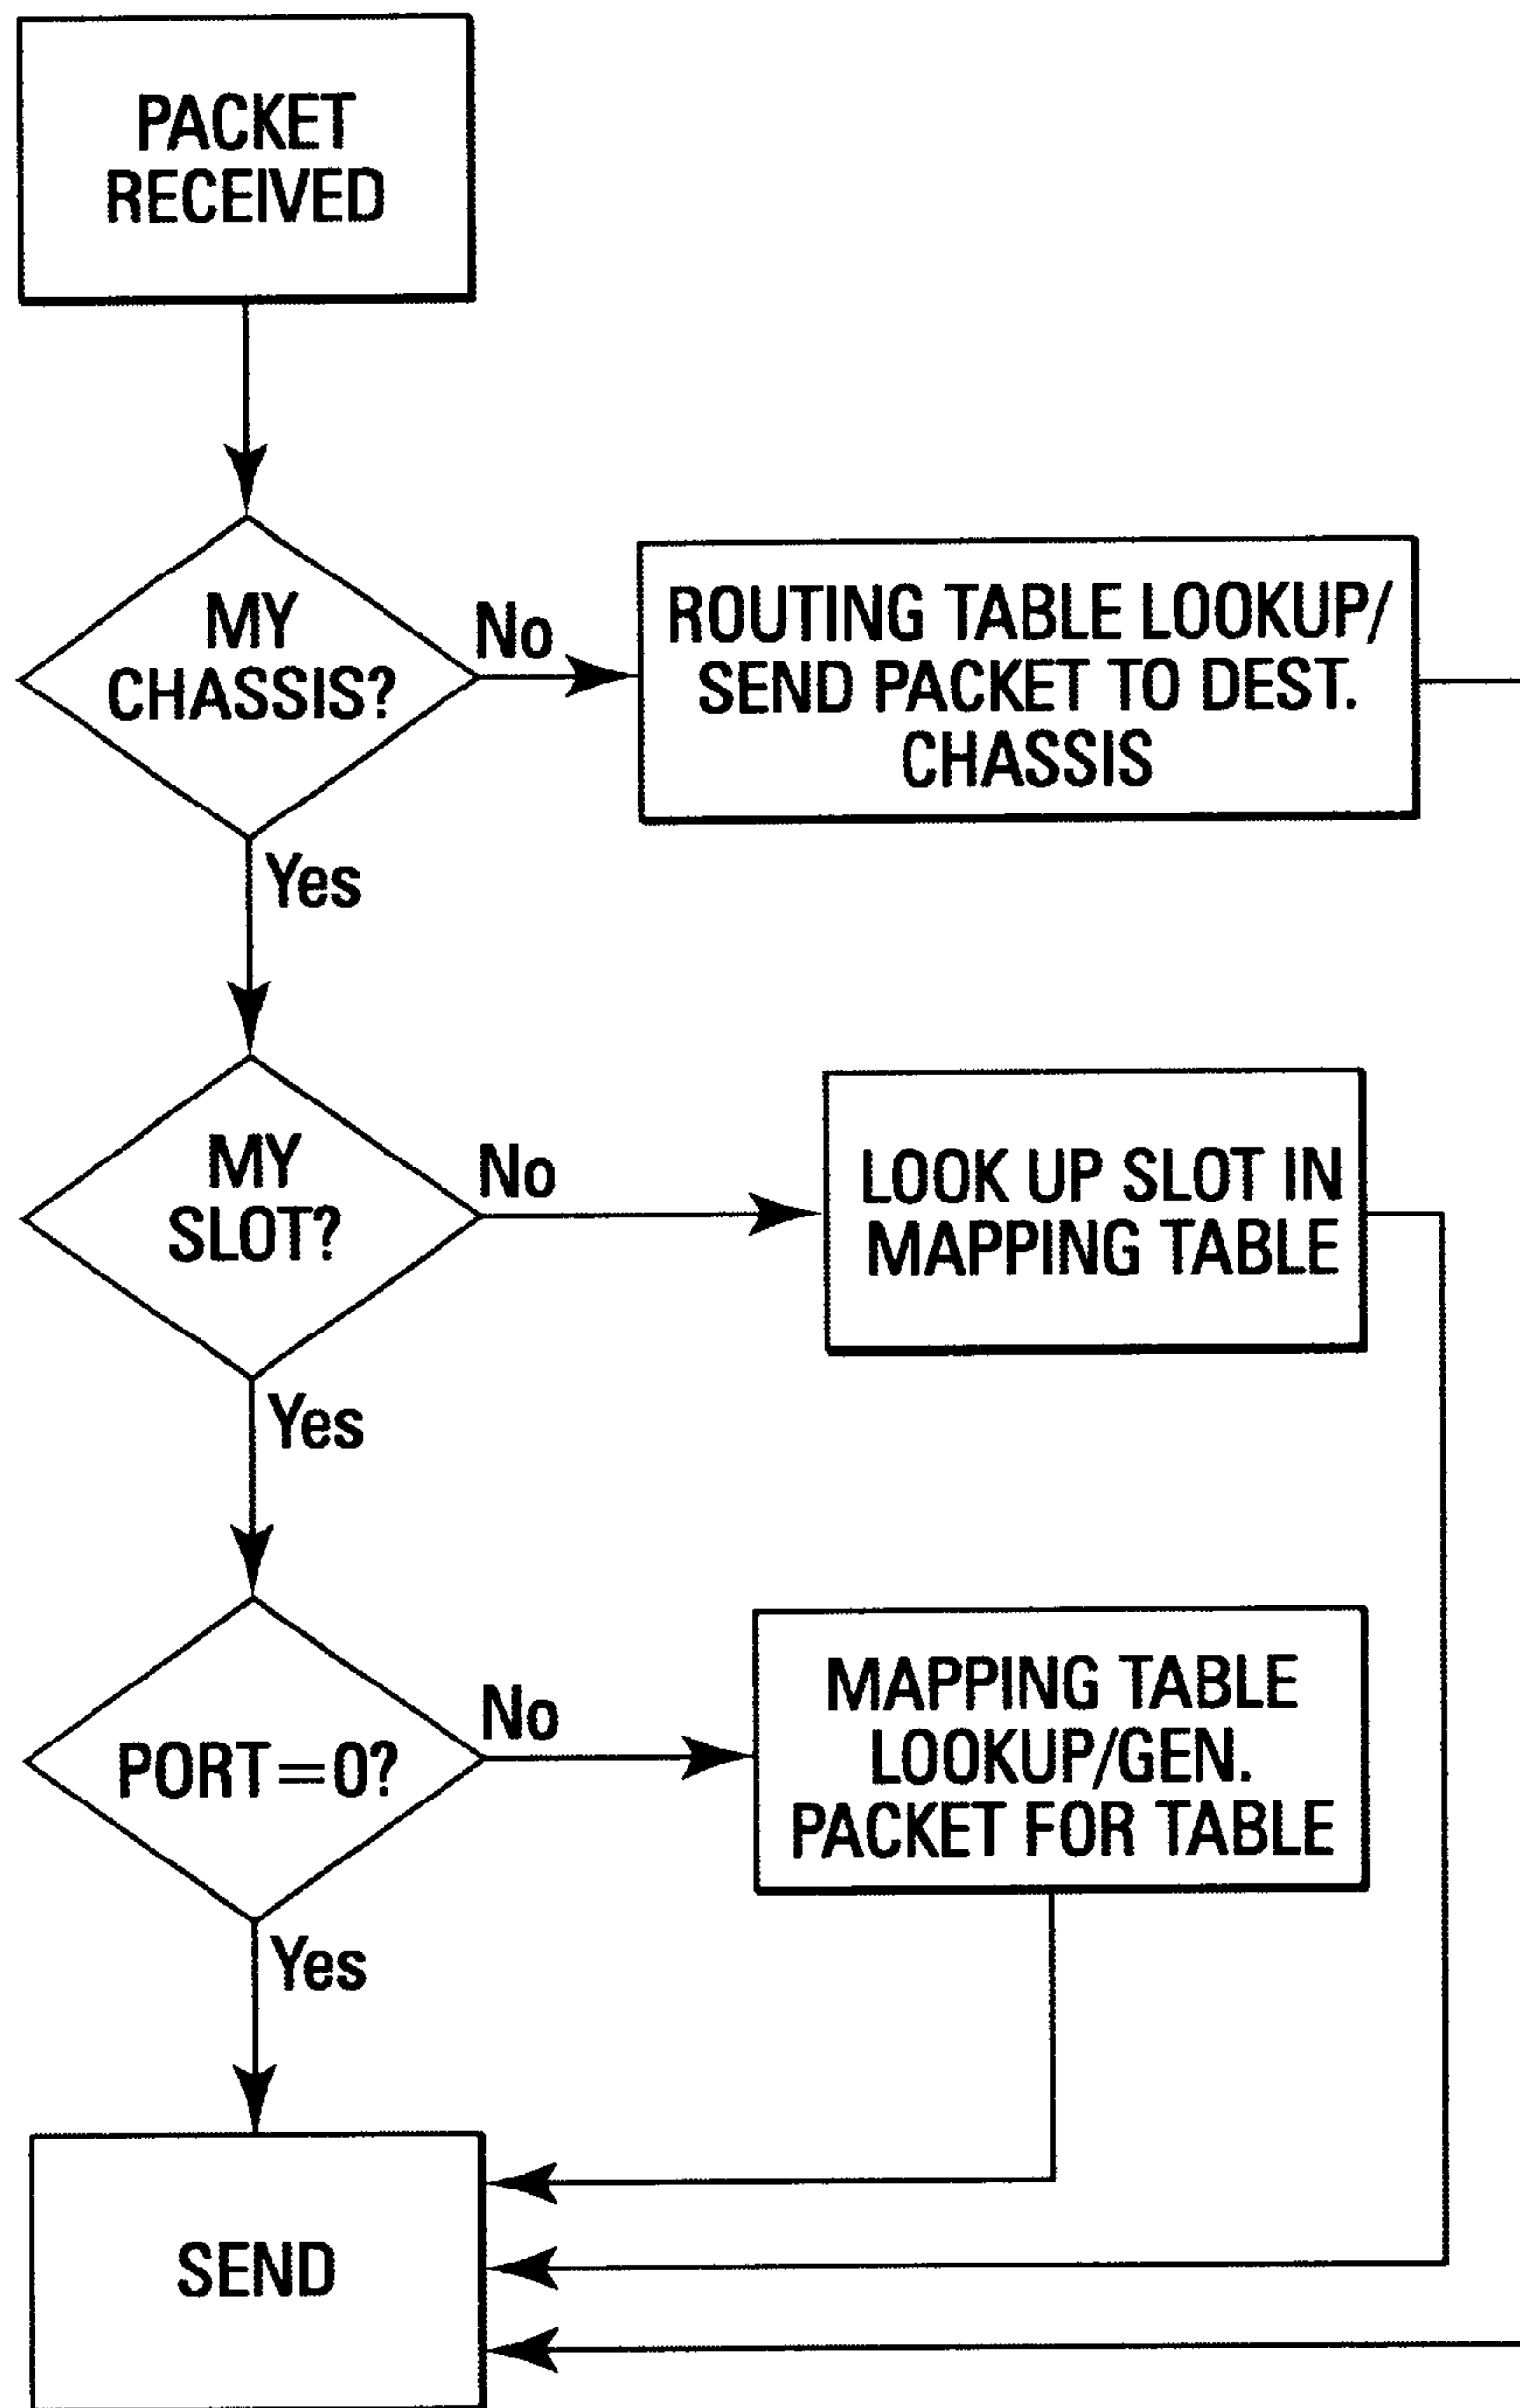 PACKET
RECEIVED
MY
CHASSIS?
No
ROUTING TABLE LOOKUP/
SEND PACKET TO DEST.
CHASSIS
Yes
MY
SLOT?
No
LOOK UP SLOT IN
MAPPING TABLE
Yes
PORT=0?
No
MAPPING TABLE
LOOKUP/GEN.
PACKET FOR TABLE
Yes
SEND